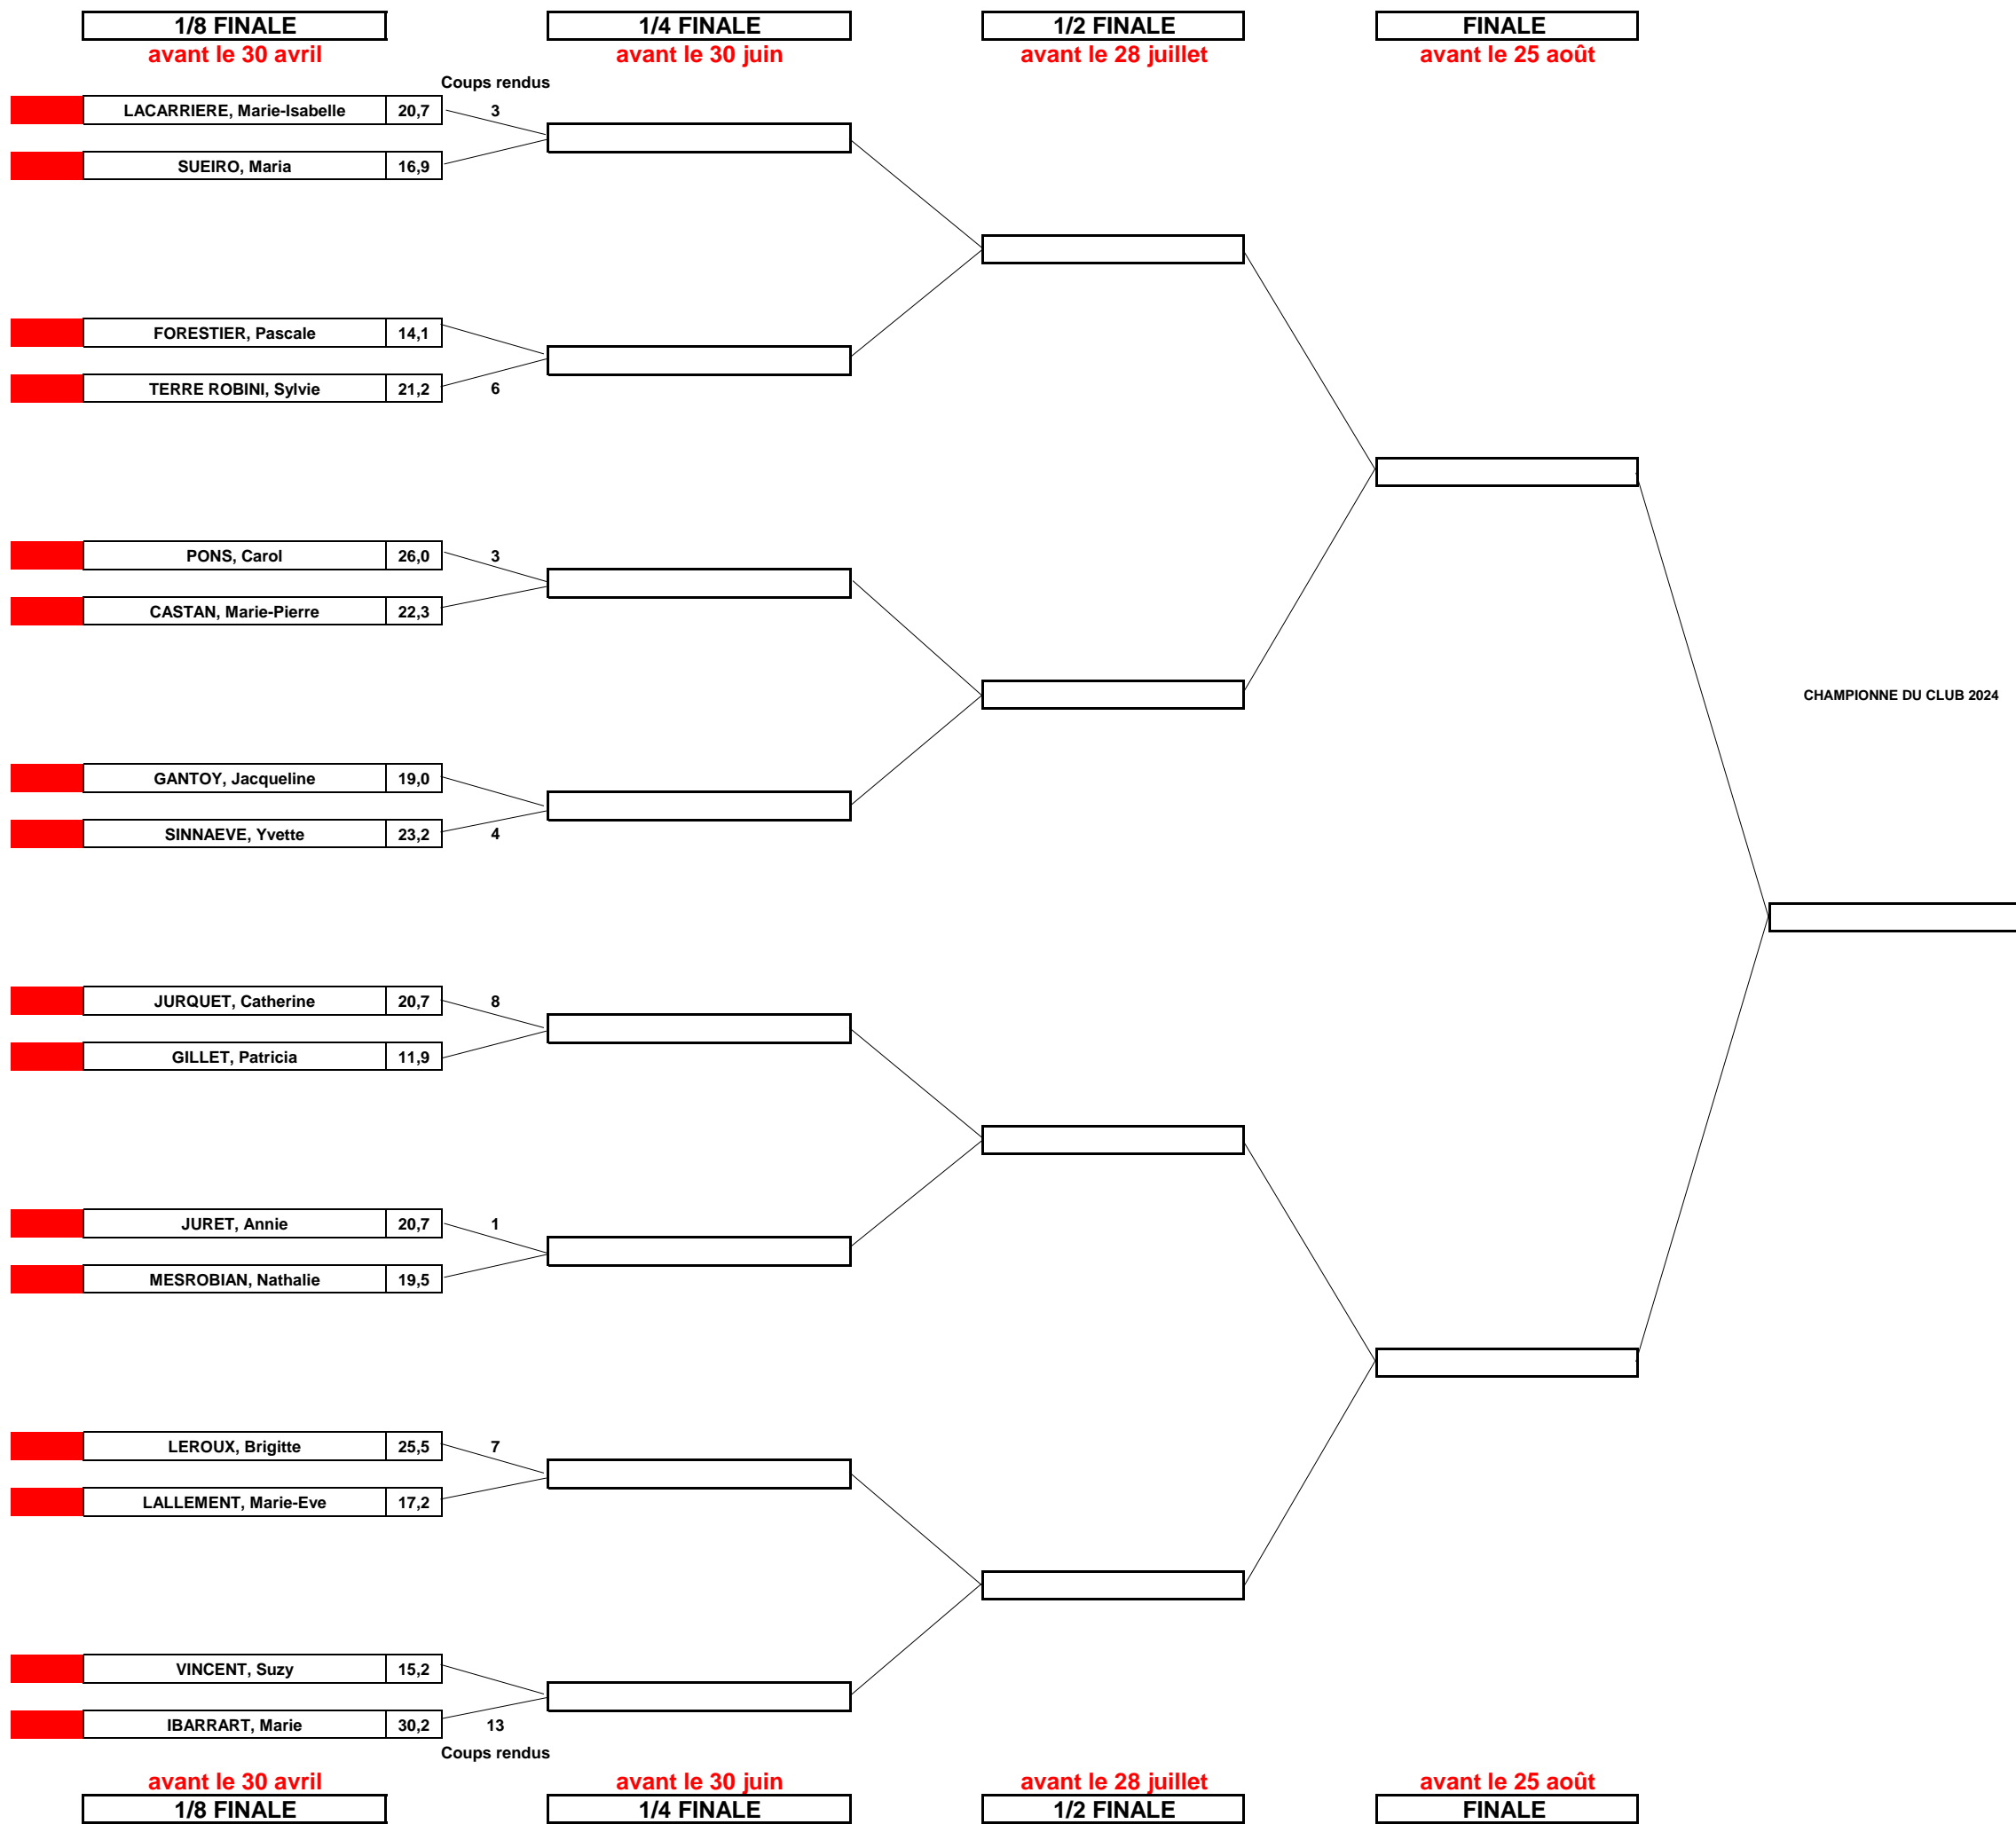 1/8 FINALE 1/4 FINALE 1/2 FINALE FINALE
avant le 30 avril avant le 30 juin avant le 28 juillet avant le 25 août
Coups rendus
LACARRIERE, Marie-Isabelle 20,7 3
SUEIRO, Maria 16,9
FORESTIER, Pascale 14,1
TERRE ROBINI, Sylvie 21,2 6
PONS, Carol 26,0 3
CASTAN, Marie-Pierre 22,3
CHAMPIONNE DU CLUB 2024
GANTOY, Jacqueline 19,0
SINNAEVE, Yvette 23,2 4
JURQUET, Catherine 20,7 8
GILLET, Patricia 11,9
JURET, Annie 20,7 1
MESROBIAN, Nathalie 19,5
LEROUX, Brigitte 25,5 7
LALLEMENT, Marie-Eve 17,2
VINCENT, Suzy 15,2
IBARRART, Marie 30,2 13
Coups rendus
avant le 30 avril avant le 30 juin avant le 28 juillet avant le 25 août
1/8 FINALE 1/4 FINALE 1/2 FINALE FINALE